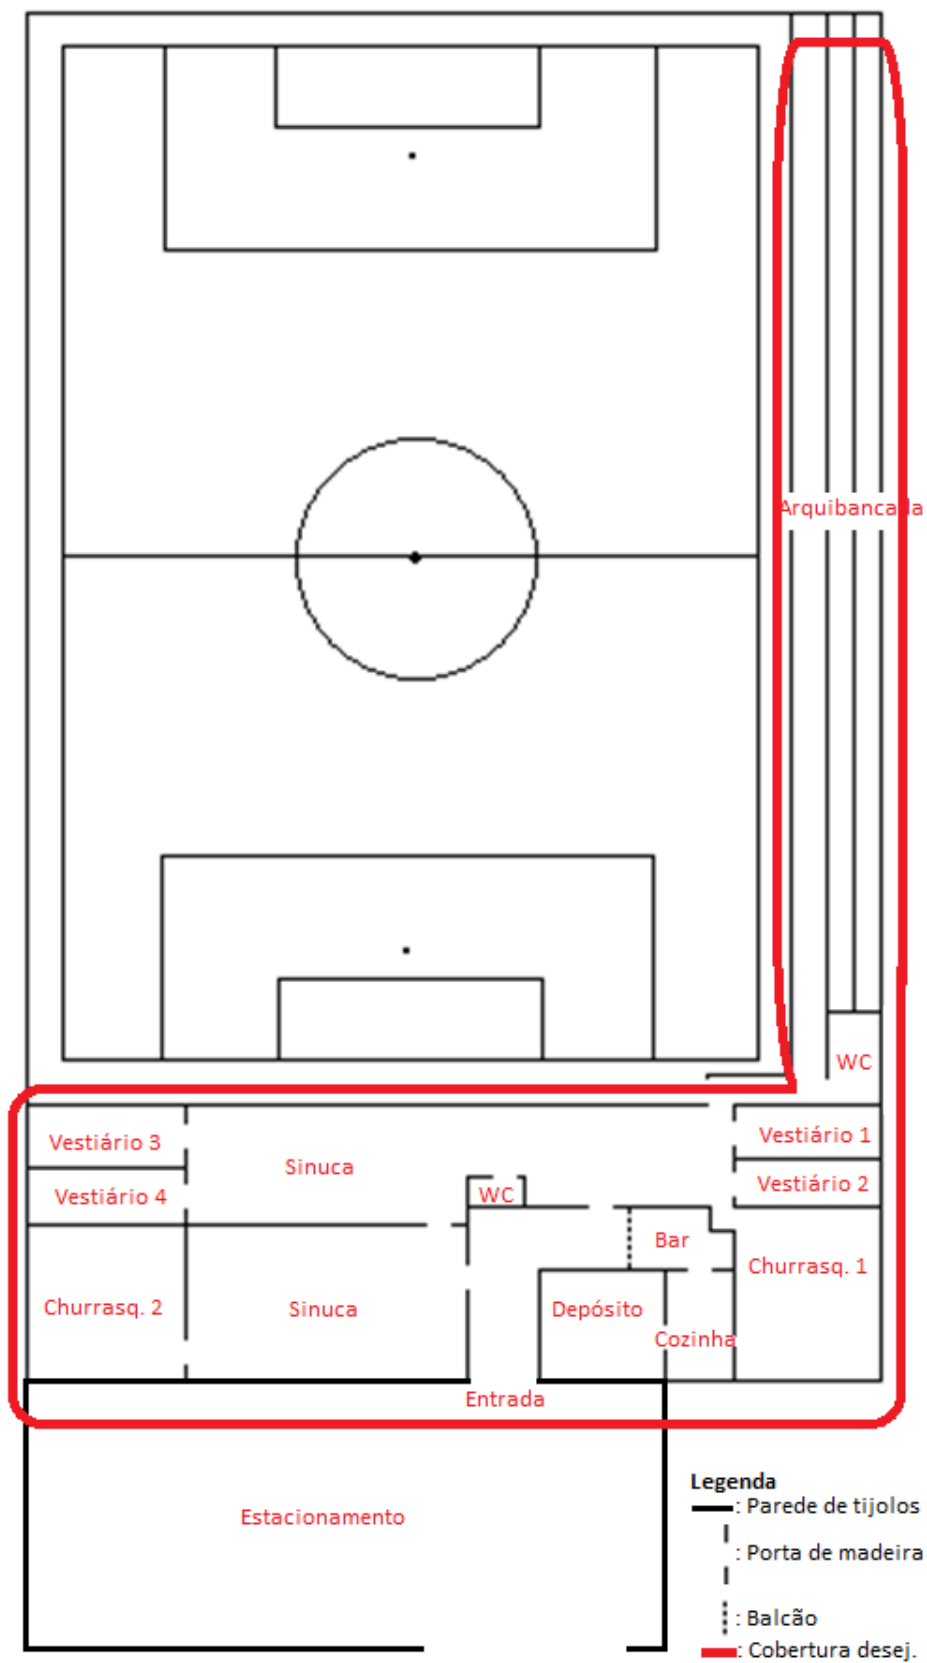 Arquibancada
WC
Vestiário 3
Vestiário 1
Sinuca
Vestiário 4
WC
Vestiário 2
Bar
Churrasq. 1
Churrasq. 2
Sinuca
Depósito
Cozinha
Entrada
Estacionamento
Legenda
: Parede de tijolos
: Porta de madeira
: Balcão
: Cobertura desej.